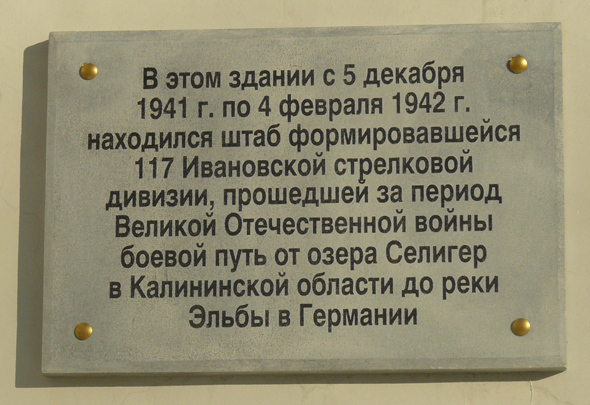 В этом здании с 5 декабря
1941 г. по 4 февраля 1942 г.
находился штаб формировавшейся
117 Ивановской стрелковой
дивизии, прошедшей за период
Великой Отечественной войны
боевой путь от озера Селигер
в Калининской области до реки
Эльбы в Германии